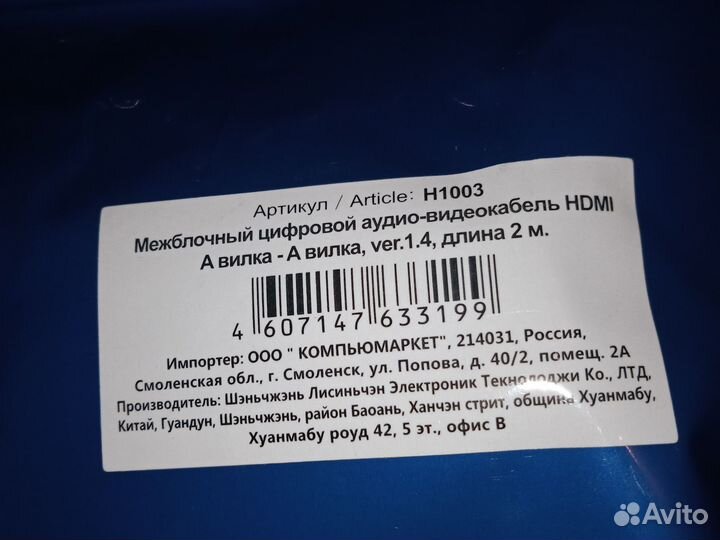 Артикул / Article: H1003
Межблочный цифровой аудио-видеокабель HDMI
А вилка - А вилка, ver.1.4, длина 2 м.
4 607147 633199
Импортер: ООО " КОМПЬЮМАРКЕТ", 214031, Россия,
Смоленская обл., г. Смоленск, ул. Попова, д. 40/2, помещ. 2А
Производитель: Шэньчжэнь Лисиньчэн Электроник Текнолоджи Ко., ЛТД,
Китай, Гуандун, Шэньчжэнь, район Баоань, Ханчэн стрит, община Хуанмабу,
Хуанмабу роуд 42, 5 эт., офис В
Avito